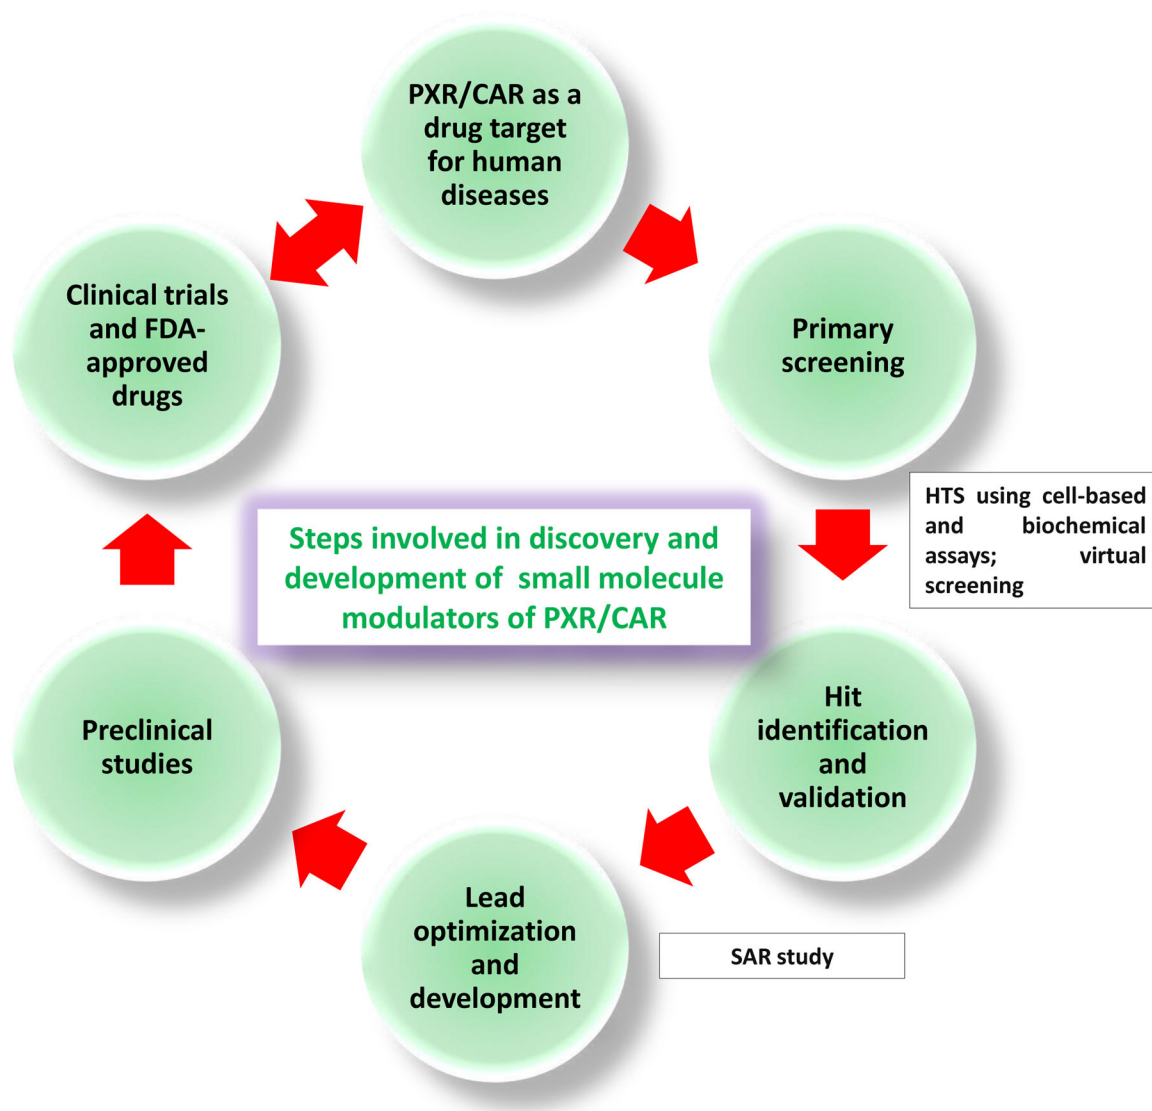 PXR/CAR as a
drug target
for human
diseases
Primary
screening
HTS using cell-based
and biochemical
assays; virtual
screening
Hit
identification
and
validation
SAR study
Lead
optimization
and
development
Preclinical
studies
Clinical trials
and FDA-
approved
drugs
Steps involved in discovery and
development of small molecule
modulators of PXR/CAR